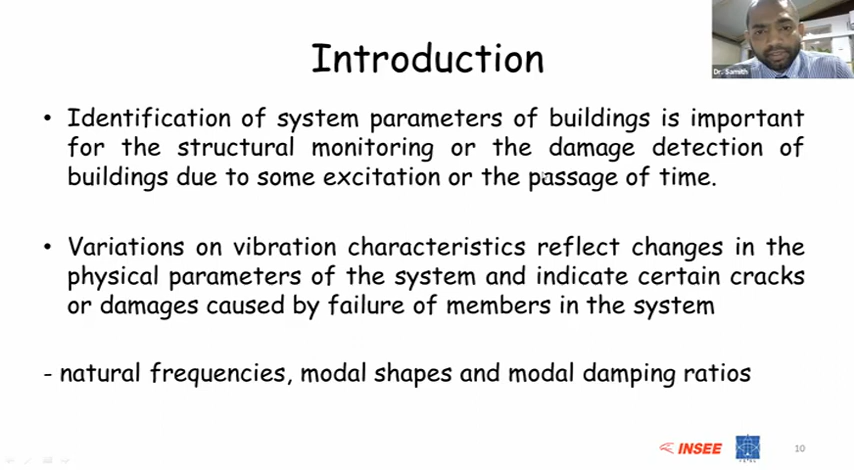 Introduction
Dr. Samith
• Identification of system parameters of buildings is important
for the structural monitoring or the damage detection of
buildings due to some excitation or the passage of time.
• Variations on vibration characteristics reflect changes in the
physical parameters of the system and indicate certain cracks
or damages caused by failure of members in the system
- natural frequencies, modal shapes and modal damping ratios
INSEE
10